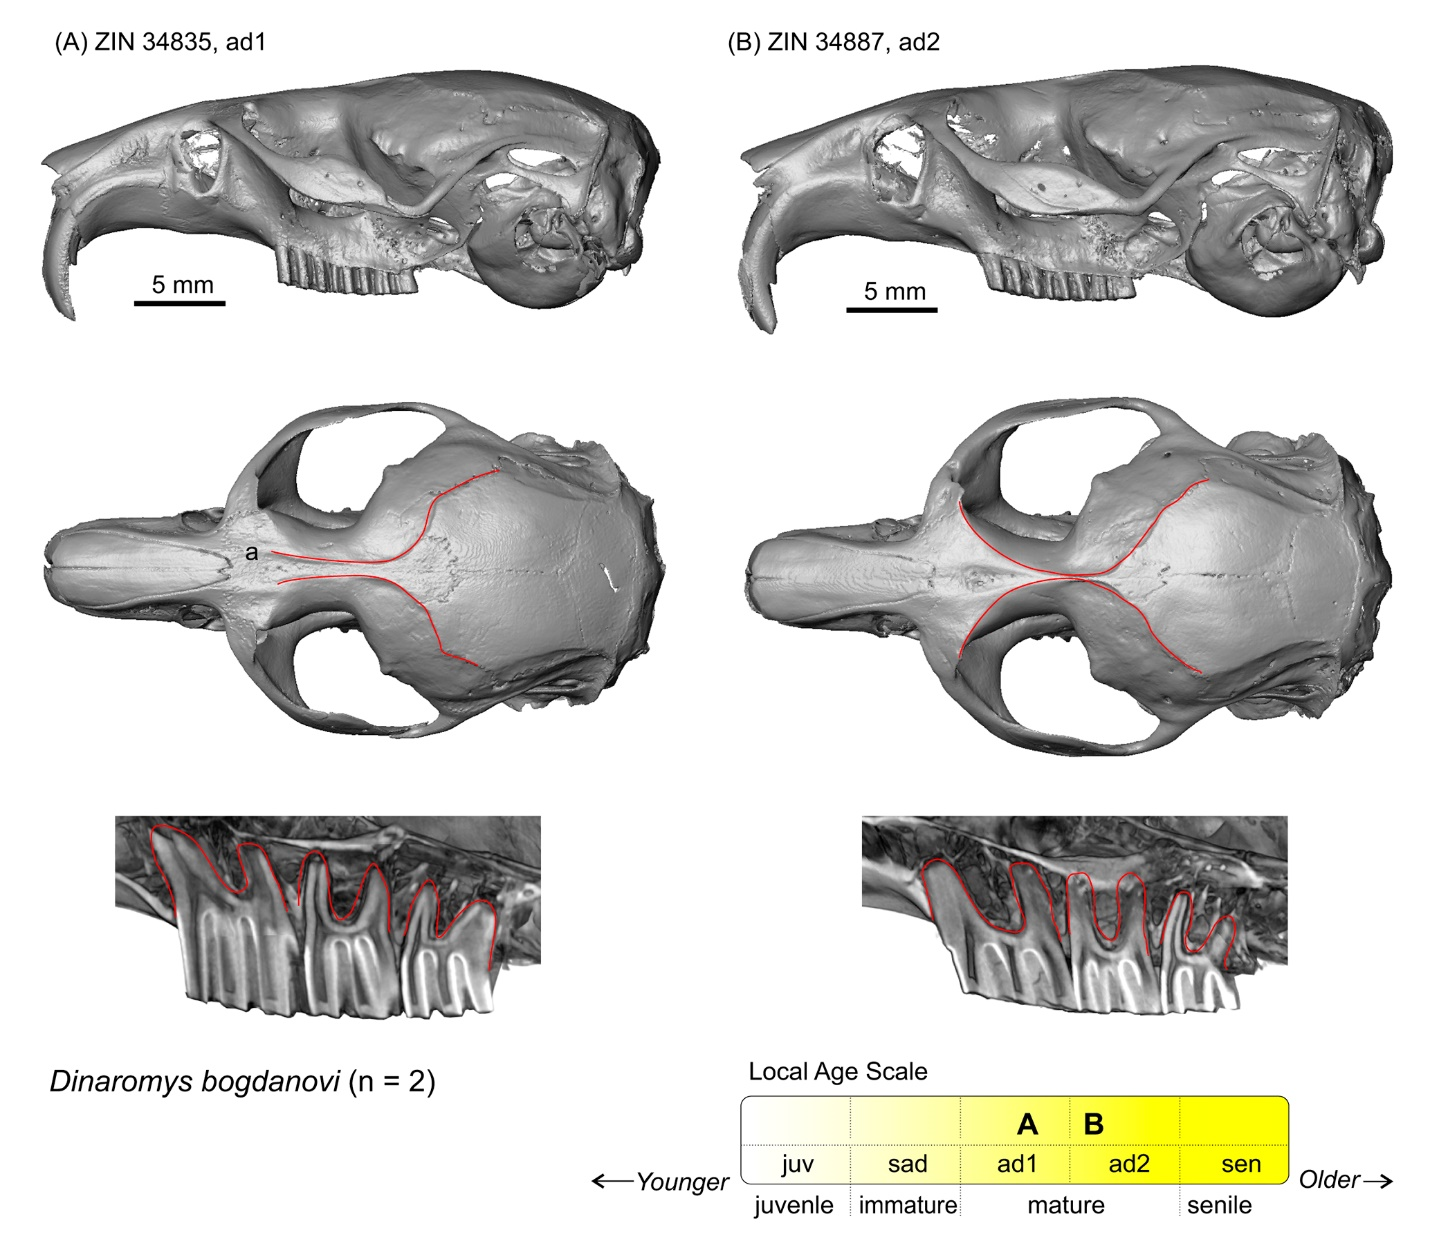 (A) ZIN 34835, ad1
(B) ZIN 34887, ad2
5 mm
5 mm
a
Dinaromys bogdanovi (n = 2)
Local Age Scale
A B
juv sad ad1 ad2 sen
Younger
Older
juvenle immature mature senile